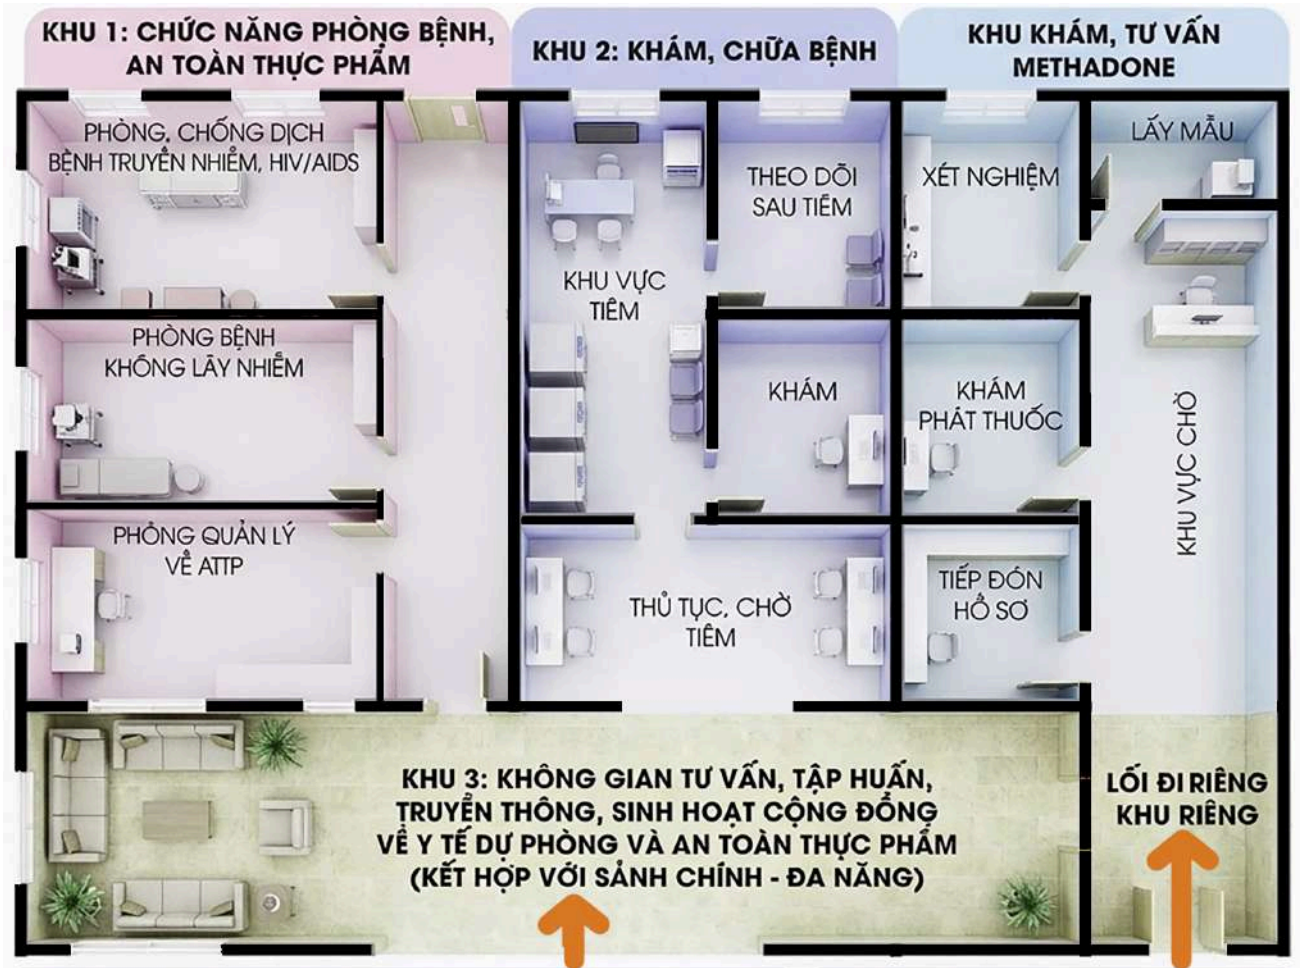 KHU 1: CHỨC NĂNG PHÒNG BỆNH,
AN TOÀN THỰC PHẨM
KHU 2: KHÁM, CHỮA BỆNH
KHU KHÁM, TƯ VẤN
METHADONE
PHÒNG, CHỐNG DỊCH
BỆNH TRUYỀN NHIỄM, HIV/AIDS
THEO DÕI
SAU TIÊM
XÉT NGHIỆM
LẤY MẪU
KHU VỰC
TIÊM
PHÒNG BỆNH
KHÔNG LÂY NHIỄM
KHÁM
KHÁM
PHÁT THUỐC
KHU VỰC CHỜ
PHÒNG QUẢN LÝ
VỀ ATTP
THỦ TỤC, CHỜ
TIÊM
TIẾP ĐÓN
HỒ SƠ
KHU 3: KHÔNG GIAN TƯ VẤN, TẬP HUẤN,
TRUYỀN THÔNG, SINH HOẠT CỘNG ĐỒNG
VỀ Y TẾ DỰ PHÒNG VÀ AN TOÀN THỰC PHẨM
(KẾT HỢP VỚI SẢNH CHÍNH - ĐA NĂNG)
LỐI ĐI RIÊNG
KHU RIÊNG